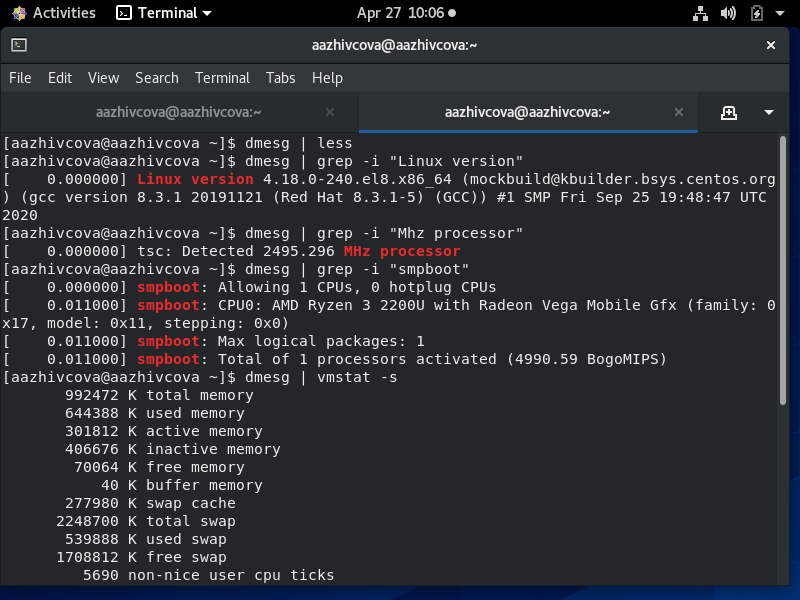 Activities Terminal Apr 27 10:06
aazhivcova@aazhivcova:~
File Edit View Search Terminal Tabs Help
aazhivcova@aazhivcova:~ aazhivcova@aazhivcova:~
[aazhivcova@aazhivcova ~]$ dmesg | less
[aazhivcova@aazhivcova ~]$ dmesg | grep -i "Linux version"
[    0.000000] Linux version 4.18.0-240.el8.x86_64 (mockbuild@kbuilder.bsys.centos.org
) (gcc version 8.3.1 20191121 (Red Hat 8.3.1-5) (GCC)) #1 SMP Fri Sep 25 19:48:47 UTC
2020
[aazhivcova@aazhivcova ~]$ dmesg | grep -i "Mhz processor"
[    0.000000] tsc: Detected 2495.296 MHz processor
[aazhivcova@aazhivcova ~]$ dmesg | grep -i "smpboot"
[    0.000000] smpboot: Allowing 1 CPUs, 0 hotplug CPUs
[    0.011000] smpboot: CPU0: AMD Ryzen 3 2200U with Radeon Vega Mobile Gfx (family: 0
x17, model: 0x11, stepping: 0x0)
[    0.011000] smpboot: Max logical packages: 1
[    0.011000] smpboot: Total of 1 processors activated (4990.59 BogoMIPS)
[aazhivcova@aazhivcova ~]$ dmesg | vmstat -s
       992472 K total memory
       644388 K used memory
       301812 K active memory
       406676 K inactive memory
        70064 K free memory
           40 K buffer memory
       277980 K swap cache
      2248700 K total swap
       539888 K used swap
      1708812 K free swap
         5690 non-nice user cpu ticks